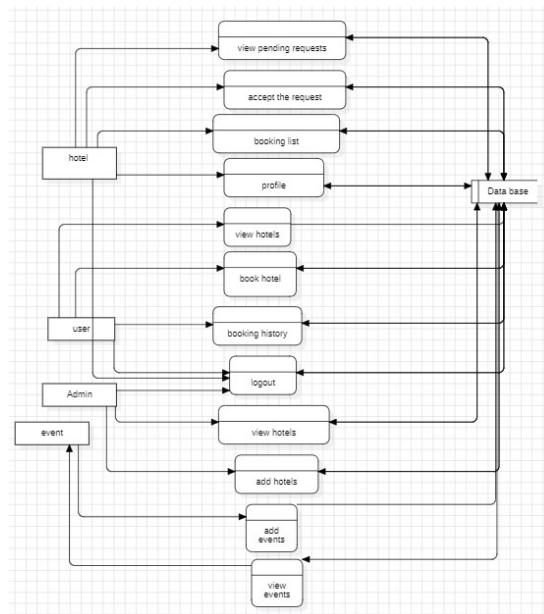 view pending requests
accept the request
booking list
hotel
profile
Data base
view hotels
book hotel
user
booking history
logout
Admin
view hotels
event
add hotels
add
events
view
events